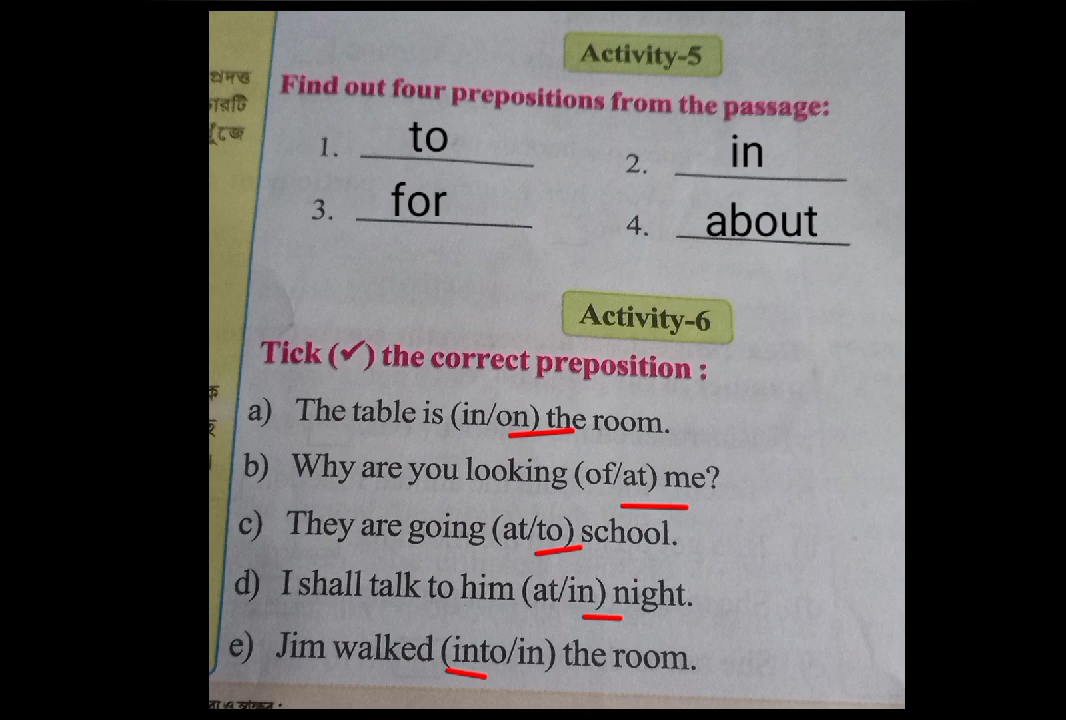 Activity-5
Find out four prepositions from the passage:
1. to 2. in
3. for 4. about
Activity-6
Tick (✓) the correct preposition :
a) The table is (in/on) the room.
b) Why are you looking (of/at) me?
c) They are going (at/to) school.
d) I shall talk to him (at/in) night.
e) Jim walked (into/in) the room.